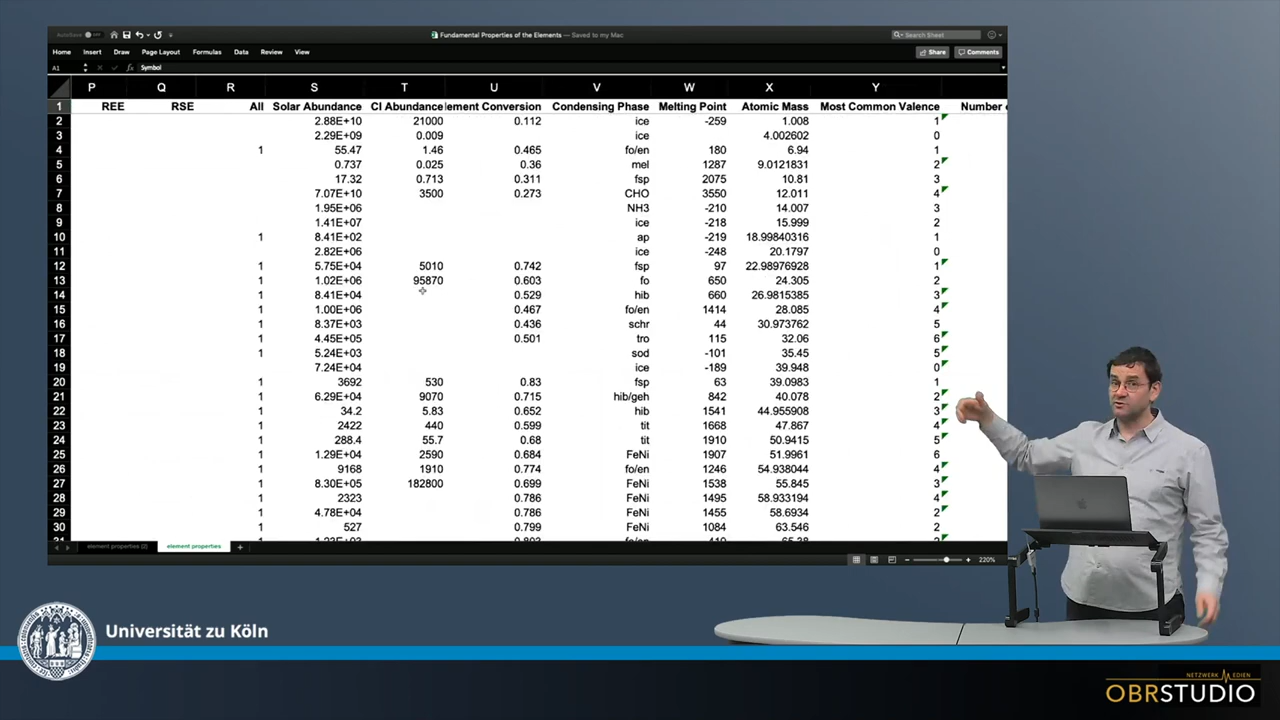 AutoSave OFF
Fundamental Properties of the Elements — Saved to my Mac
Search Sheet
Home Insert Draw Page Layout Formulas Data Review View
Share Comments
A1 fx Symbol
P Q R S T U V W X Y
1 REE RSE All Solar Abundance CI Abundance lement Conversion Condensing Phase Melting Point Atomic Mass Most Common Valence Number
2 2.88E+10 21000 0.112 ice -259 1.008 1
3 2.29E+09 0.009 ice 4.002602 0
4 1 55.47 1.46 0.465 fo/en 180 6.94 1
5 0.737 0.025 0.36 mel 1287 9.0121831 2
6 17.32 0.713 0.311 fsp 2075 10.81 3
7 7.07E+10 3500 0.273 CHO 3550 12.011 4
8 1.95E+06 NH3 -210 14.007 3
9 1.41E+07 ice -218 15.999 2
10 1 8.41E+02 ap -219 18.99840316 1
11 2.82E+06 ice -248 20.1797 0
12 1 5.75E+04 5010 0.742 fsp 97 22.98976928 1
13 1 1.02E+06 95870 0.603 fo 650 24.305 2
14 1 8.41E+04 0.529 hib 660 26.9815385 3
15 1 1.00E+06 0.467 fo/en 1414 28.085 4
16 1 8.37E+03 0.436 schr 44 30.973762 5
17 1 4.45E+05 0.501 tro 115 32.06 6
18 1 5.24E+03 sod -101 35.45 5
19 7.24E+04 ice -189 39.948 0
20 1 3692 530 0.83 fsp 63 39.0983 1
21 1 6.29E+04 9070 0.715 hib/geh 842 40.078 2
22 1 34.2 5.83 0.652 hib 1541 44.955908 3
23 1 2422 440 0.599 tit 1668 47.867 4
24 1 288.4 55.7 0.68 tit 1910 50.9415 5
25 1 1.29E+04 2590 0.684 FeNi 1907 51.9961 6
26 1 9168 1910 0.774 fo/en 1246 54.938044 4
27 1 8.30E+05 182800 0.699 FeNi 1538 55.845 3
28 1 2323 0.786 FeNi 1495 58.933194 4
29 1 4.78E+04 0.786 FeNi 1455 58.6934 2
30 1 527 0.799 FeNi 1084 63.546 2
element properties (2) element properties
220%
Universität zu Köln
NETZWERK MEDIEN
OBRSTUDIO